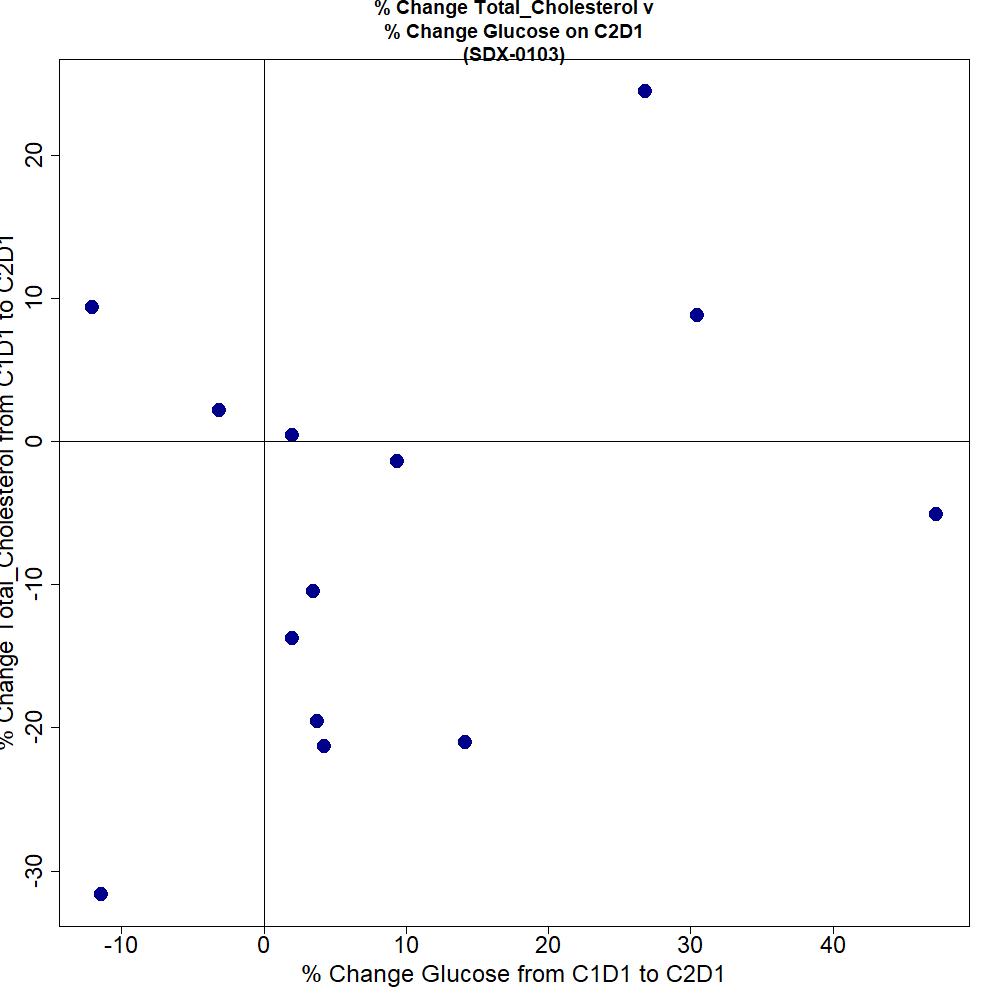 % Change Total_Cholesterol v
% Change Glucose on C2D1
(SDX-0103)
% Change Total_Cholesterol from C1D1 to C2D1
20
10
0
-10
-20
-30
-10 0 10 20 30 40
% Change Glucose from C1D1 to C2D1